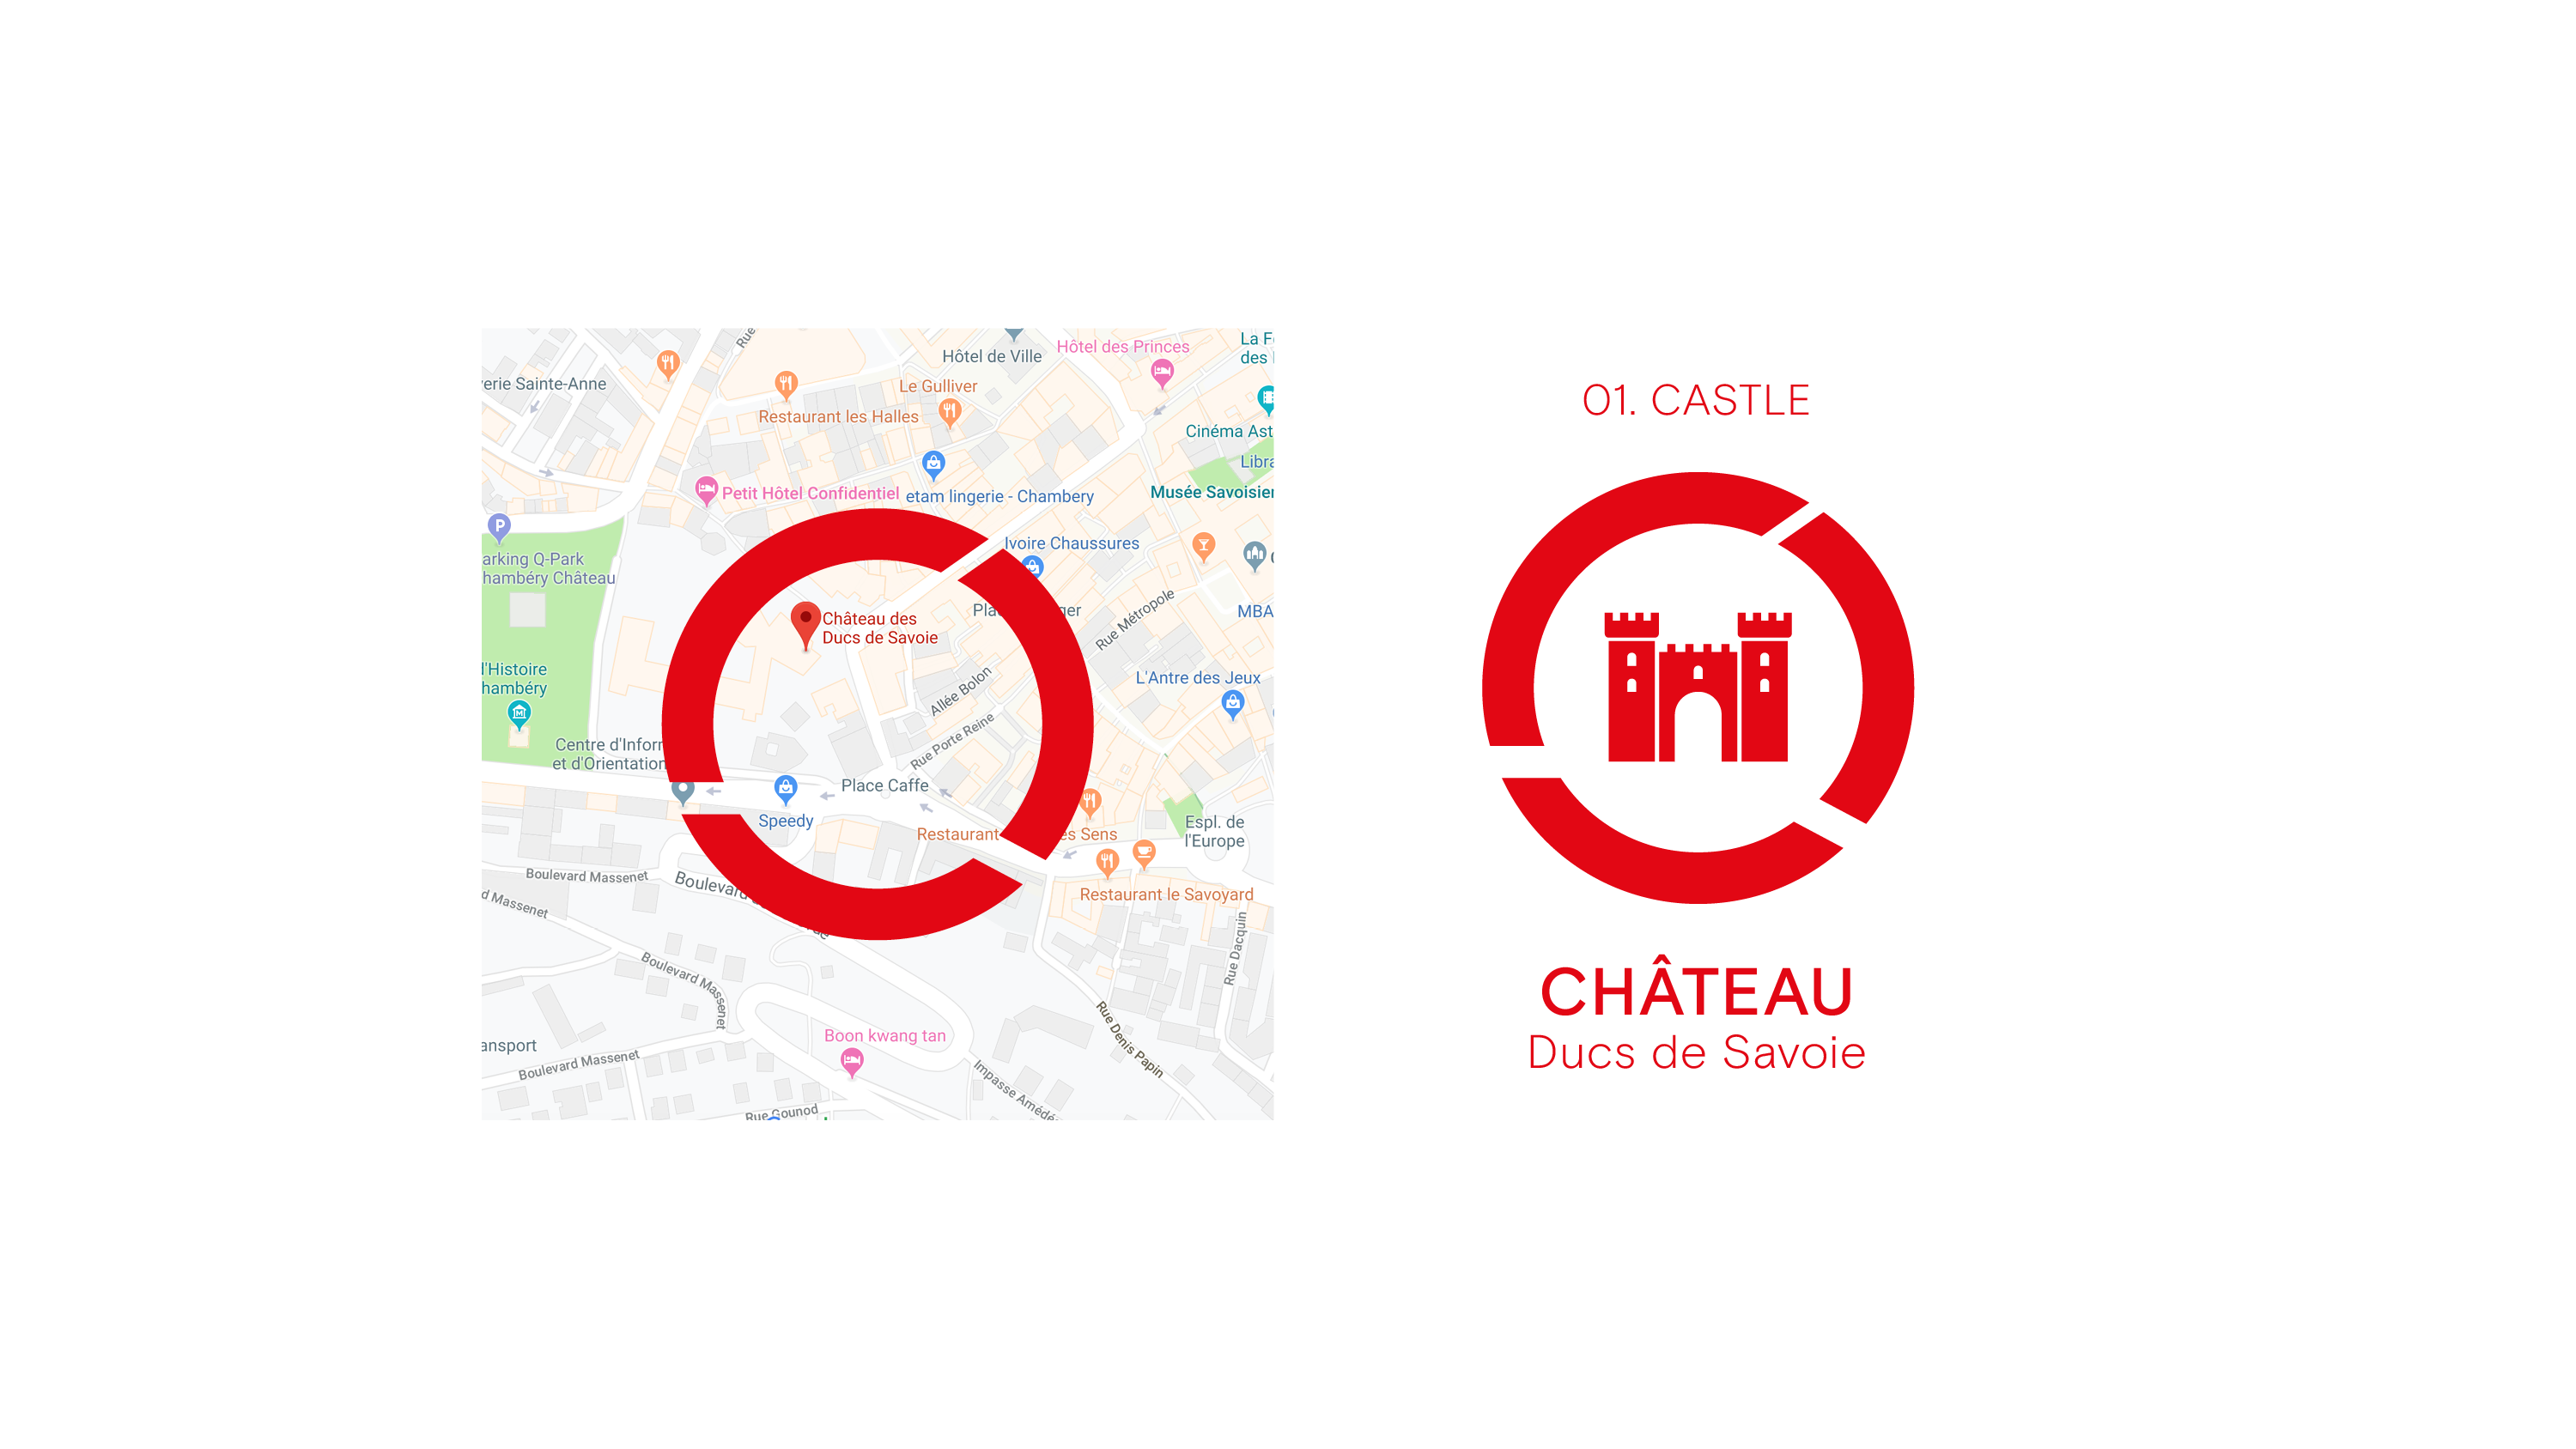 Rue
Hôtel de Ville
Hôtel des Princes
La F
des
erie Sainte-Anne
Le Gulliver
Restaurant les Halles
Cinéma Ast
Libra
Petit Hôtel Confidentiel
etam lingerie - Chambery
Musée Savoisien
P
arking Q-Park
hambéry Château
Ivoire Chaussures
Château des
Ducs de Savoie
Pla ger
Rue Métropole
MBA
l'Histoire
hambéry
M
Allée Bolon
L'Antre des Jeux
Rue Porte Reine
Centre d'Inform
et d'Orientation
Place Caffe
Speedy
Restaurant es Sens
Espl. de
l'Europe
Boulevard Massenet
Boulevard
Restaurant le Savoyard
d Massenet
Rue Dacquin
Boulevard Massenet
Rue Denis Papin
Boon kwang tan
ansport
Boulevard Massenet
Impasse Amédé
Rue Gounod
01. CASTLE
CHÂTEAU
Ducs de Savoie